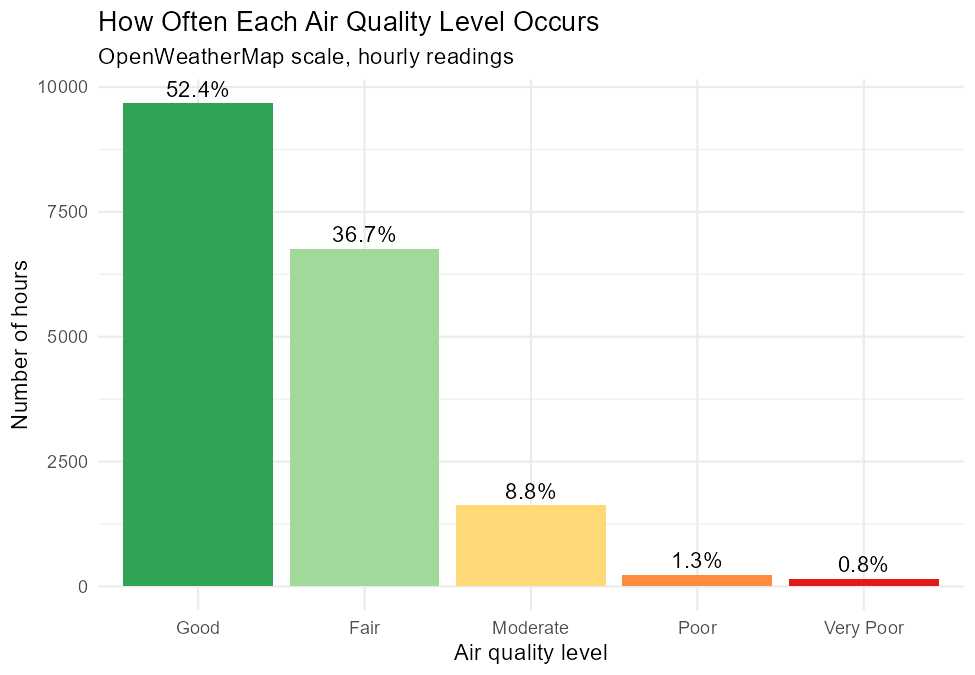 How Often Each Air Quality Level Occurs
OpenWeatherMap scale, hourly readings
Number of hours
10000
7500
5000
2500
0
52.4%
36.7%
8.8%
1.3%
0.8%
Good
Fair
Moderate
Poor
Very Poor
Air quality level